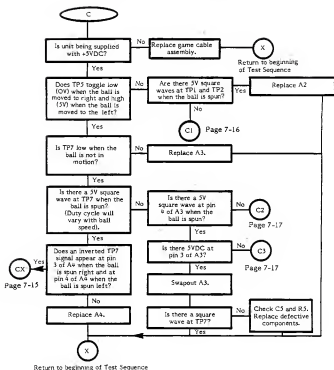 C
Is unit being supplied
with +5VDC?
No
Replace game cable
assembly.
X
Return to beginning
of Test Sequence
Yes
Does TP5 toggle low
(0V) when the ball is
moved to right and high
(5V) when the ball is
moved to the left?
No
Are there 5V square
waves at TP1 and TP2
when the ball is spun?
Yes
Replace A2
No
C1
Page 7-16
Yes
Is TP7 low when the
ball is not in
motion?
No
Replace A3.
Yes
Is there a 5V square
wave at TP7 when the
ball is spun?
(Duty cycle will
vary with ball
speed).
No
Is there a 5V
square wave at pin
of A3 when the
ball is spun?
No
C2
Page 7-17
Yes
Yes
Does an inverted TP7
signal appear at pin
3 of A4 when the ball
is spun right and at
pin 4 of A4 when the
ball is spun left?
Yes
CX
Page 7-15
Is there 5VDC at
pin 3 of A3?
No
C3
Page 7-17
Yes
Swapout A3.
No
Replace A4.
Is there a square
wave at TP7?
No
Check C5 and R5.
Replace defective
components.
Yes
Yes
X
Return to beginning of Test Sequence